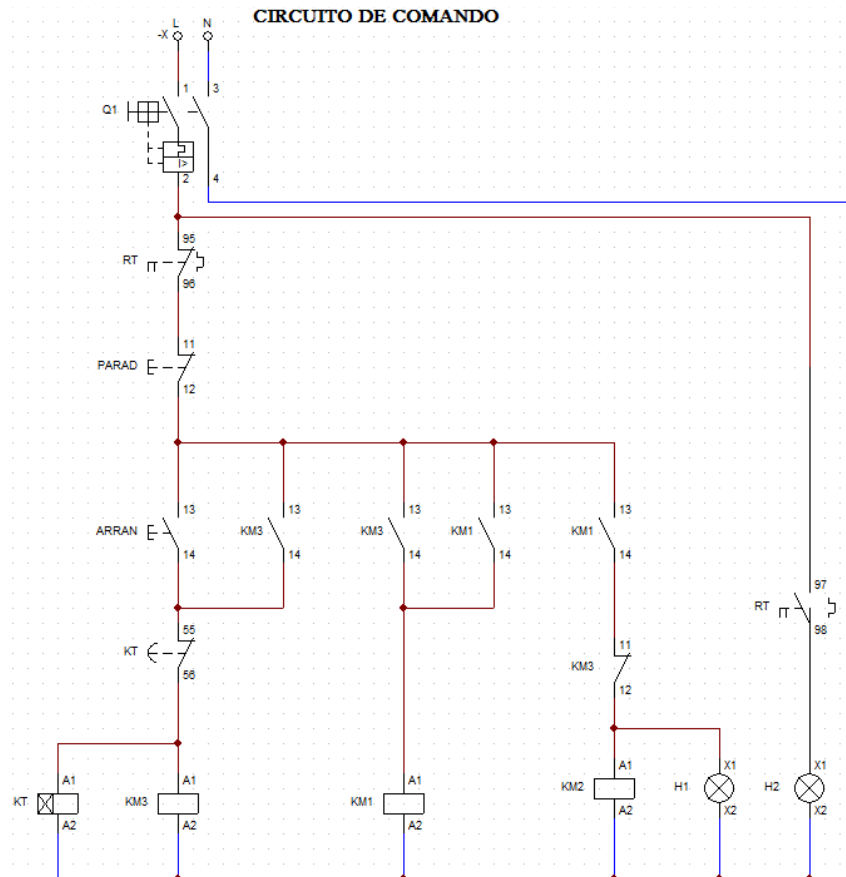 CIRCUITO DE COMANDO
L N
-X
1 3
Q1
I>
2 4
95
RT
96
11
PARAD
12
13 13 13 13 13
ARRAN KM3 KM3 KM1 KM1
14 14 14 14 14
97
RT
98
55
KT
56
11
KM3
12
A1 X1 X1
KM2 H1 H2
A2 X2 X2
A1 A1 A1
KT KM3 KM1
A2 A2 A2